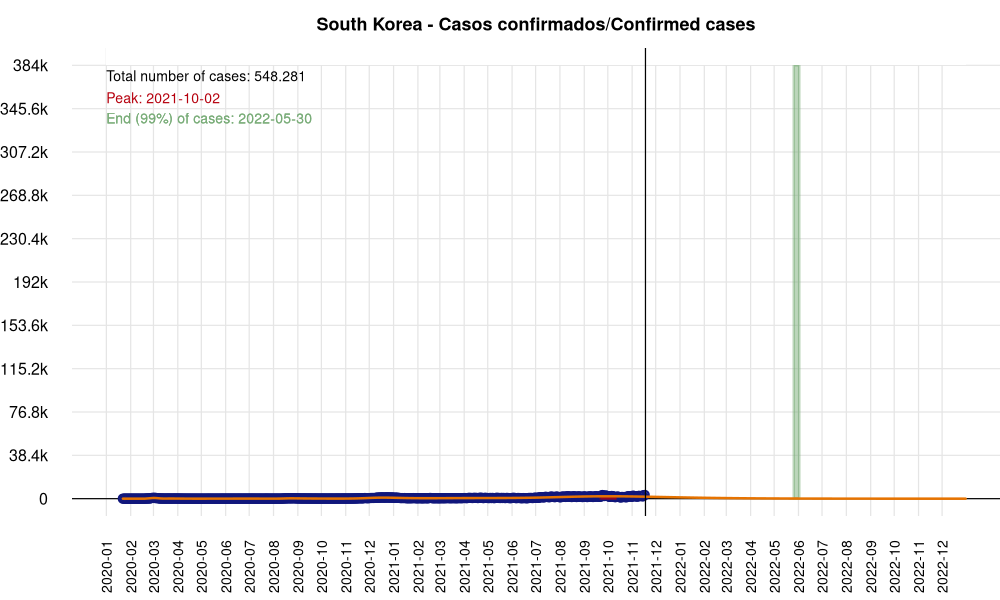 South Korea - Casos confirmados/Confirmed cases
Total number of cases: 548.281
Peak: 2021-10-02
End (99%) of cases: 2022-05-30
384k
345.6k
307.2k
268.8k
230.4k
192k
153.6k
115.2k
76.8k
38.4k
0
2020-01
2020-02
2020-03
2020-04
2020-05
2020-06
2020-07
2020-08
2020-09
2020-10
2020-11
2020-12
2021-01
2021-02
2021-03
2021-04
2021-05
2021-06
2021-07
2021-08
2021-09
2021-10
2021-11
2021-12
2022-01
2022-02
2022-03
2022-04
2022-05
2022-06
2022-07
2022-08
2022-09
2022-10
2022-11
2022-12